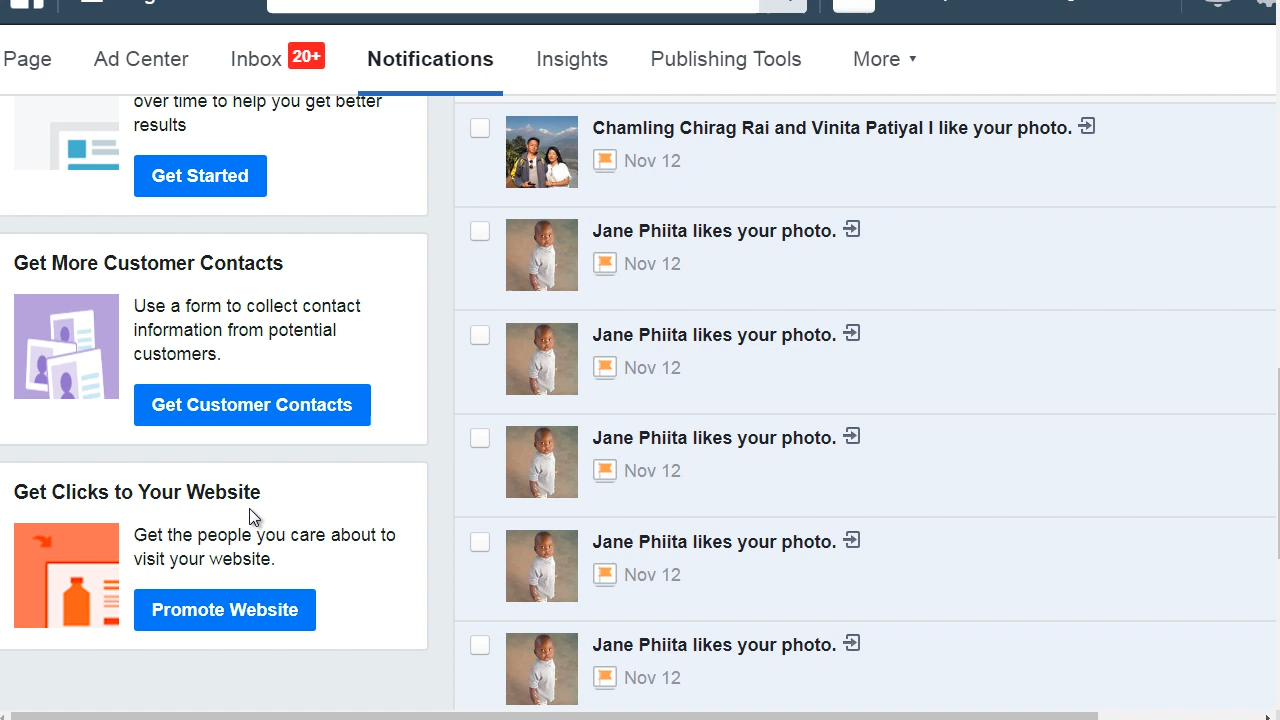 Page
Ad Center
Inbox 20+
Notifications
Insights
Publishing Tools
More
over time to help you get better
results
Get Started
Get More Customer Contacts
Use a form to collect contact
information from potential
customers.
Get Customer Contacts
Get Clicks to Your Website
Get the people you care about to
visit your website.
Promote Website
Chamling Chirag Rai and Vinita Patiyal I like your photo.
Nov 12
Jane Phiita likes your photo.
Nov 12
Jane Phiita likes your photo.
Nov 12
Jane Phiita likes your photo.
Nov 12
Jane Phiita likes your photo.
Nov 12
Jane Phiita likes your photo.
Nov 12